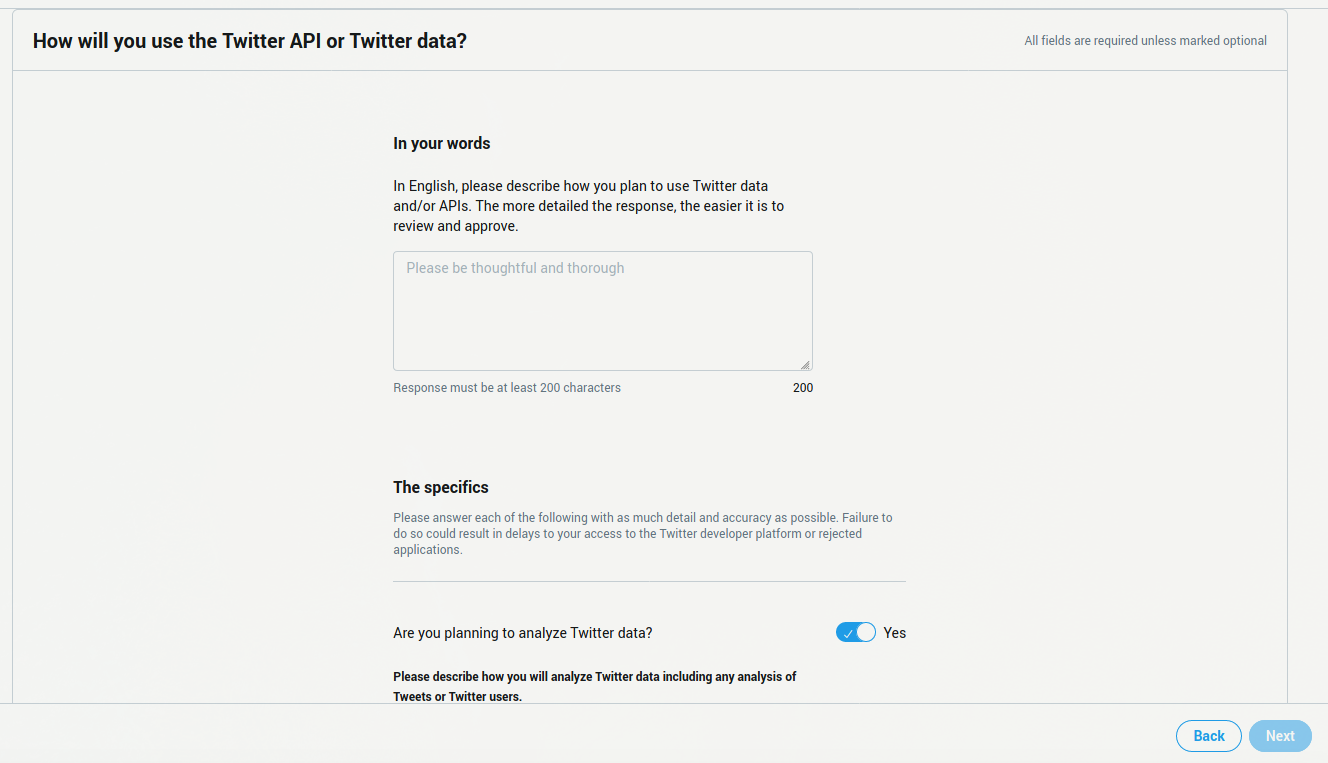 How will you use the Twitter API or Twitter data?
All fields are required unless marked optional
In your words
In English, please describe how you plan to use Twitter data
and/or APIs. The more detailed the response, the easier it is to
review and approve.
Please be thoughtful and thorough
Response must be at least 200 characters
200
The specifics
Please answer each of the following with as much detail and accuracy as possible. Failure to
do so could result in delays to your access to the Twitter developer platform or rejected
applications.
Are you planning to analyze Twitter data?
Yes
Please describe how you will analyze Twitter data including any analysis of
Tweets or Twitter users.
Back
Next